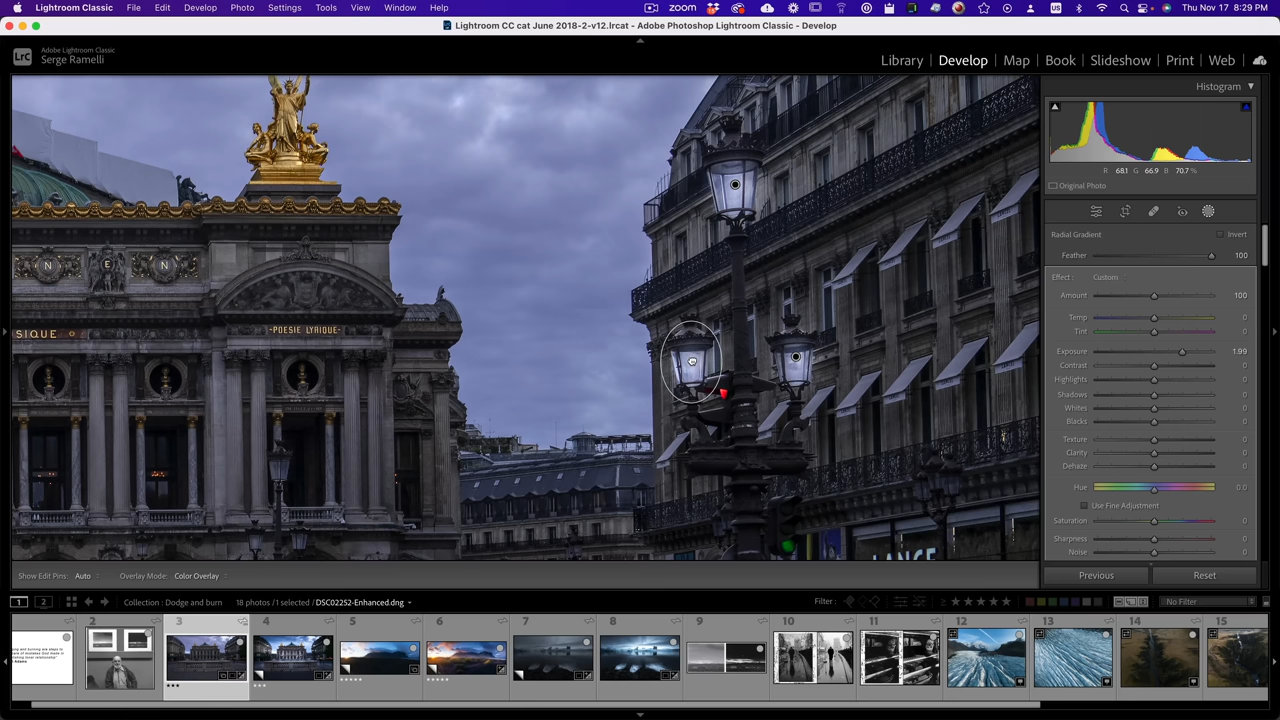 Lightroom Classic File Edit Develop Photo Settings Tools View Window Help zoom US Thu Nov 17 8:29 PM
Lightroom CC cat June 2018-2-v12.lrcat - Adobe Photoshop Lightroom Classic - Develop
LrC Adobe Lightroom Classic
Serge Ramelli
Library | Develop | Map | Book | Slideshow | Print | Web
Histogram
R 68.1 G 66.9 B 70.7 %
Original Photo
Radial Gradient Invert
Feather 100
Effect : Custom
Amount 100
Temp 0
Tint 0
Exposure 1.99
Contrast 0
Highlights 0
Shadows 0
Whites 0
Blacks 0
Texture 0
Clarity 0
Dehaze 0
Hue 0.0
Use Fine Adjustment
Saturation 0
Sharpness 0
Noise 0
N E N
SIQUE
-POESIE LYRIQUE-
LANCE
Show Edit Pins: Auto Overlay Mode: Color Overlay
Previous Reset
1 2 Collection : Dodge and burn 18 photos / 1 selected / DSC02252-Enhanced.dng
Filter : No Filter
2 3 4 5 6 7 8 9 10 11 12 13 14 15